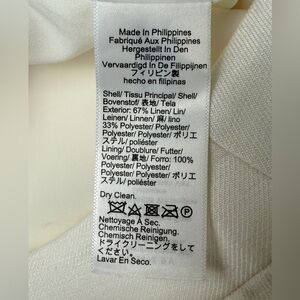 Made In Philippines
Fabriqué Aux Philippines
Hergestellt In Den
Philippinen
Vervaardigd In De Filippijnen
フィリピン製
hecho en filipinas
Shell/ Tissu Principal/ Shell/
Bovenstof/ 表地/ Tela
Exterior: 67% Linen/ Lin/
Leinen/ Linnen/ 麻/ lino
33% Polyester/ Polyester/
Polyester/ Polyester/ ポリエ
ステル/ poliéster
Lining/ Doublure/ Futter/
Voering/ 裏地/ Forro: 100%
Polyester/ Polyester/
Polyester/ Polyester/ ポリエ
ステル/ poliéster
Dry Clean.
P
Nettoyage À Sec.
Chemische Reinigung.
Chemisch Reinigen.
ドライクリーニングをして
ください。
Lavar En Seco.